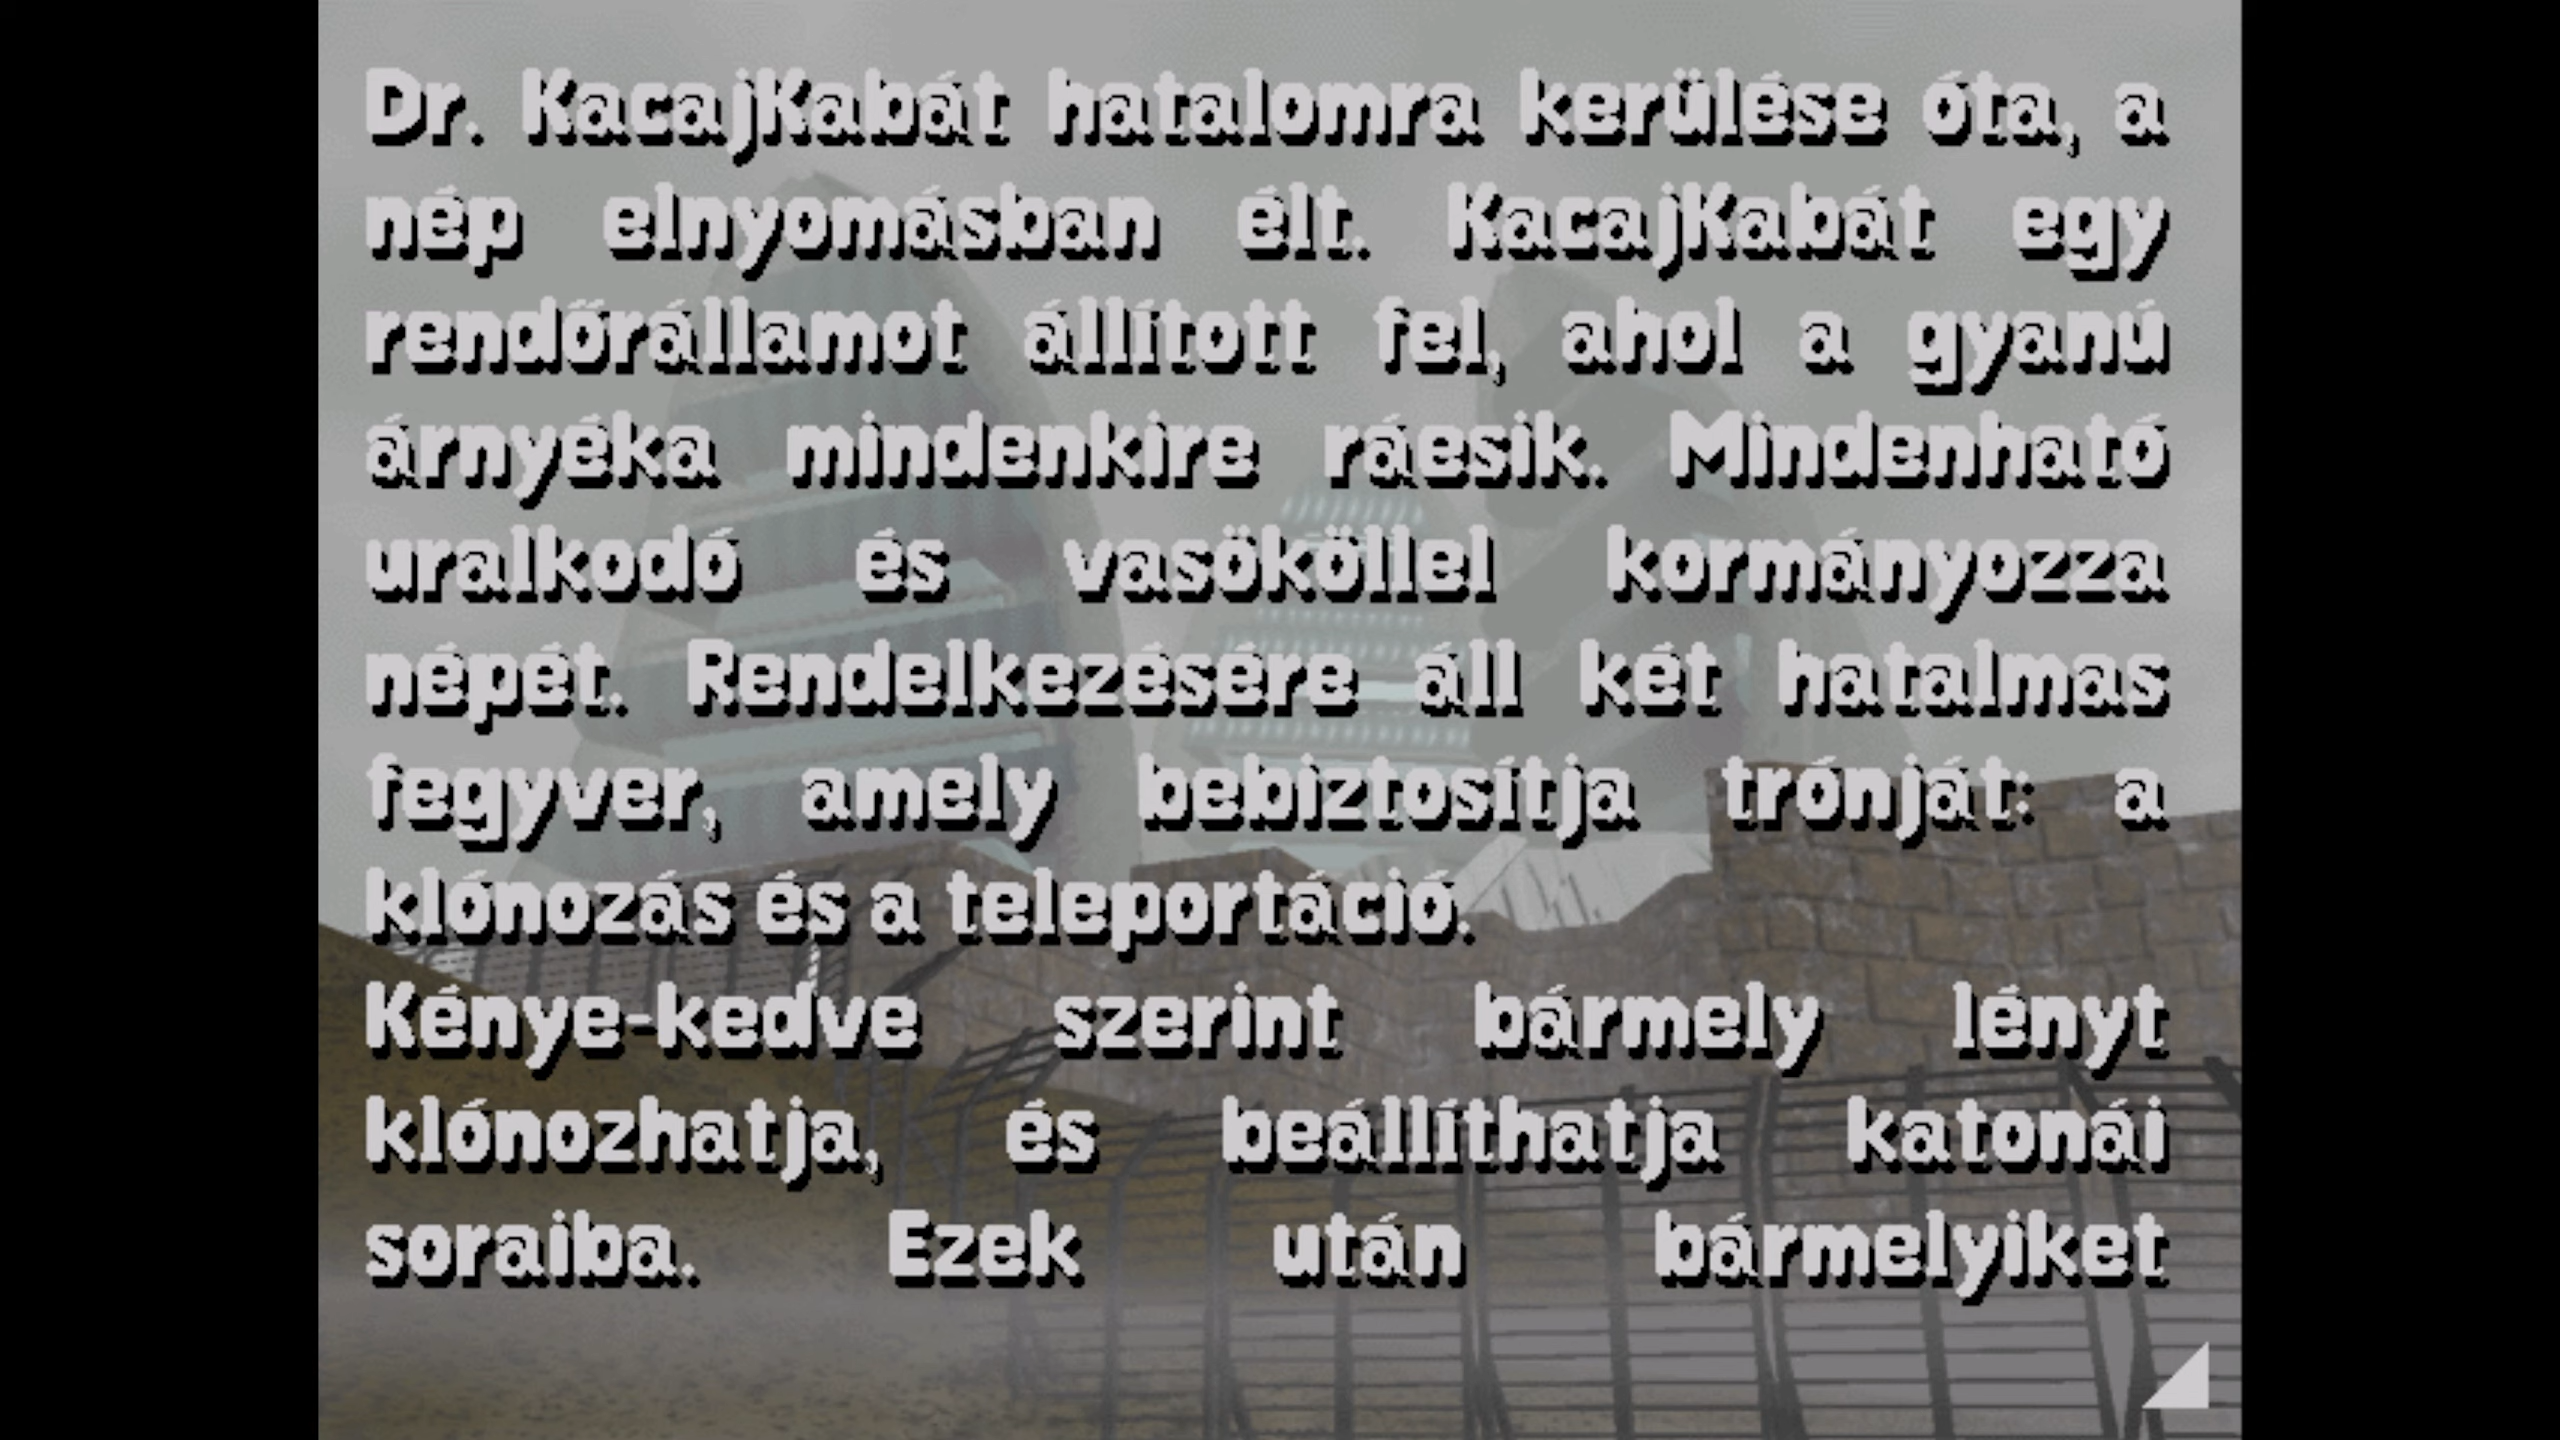 Dr. KacajKabát hatalomra kerülése óta, a
nép elnyomásban élt. KacajKabát egy
rendőrállamot állított fel, ahol a gyanú
árnyéka mindenkire ráesik. Mindenható
uralkodó és vasököllel kormányozza
népét. Rendelkezésére áll két hatalmas
fegyver, amely bebiztosítja trónját: a
klónozás és a teleportáció.
Kénye-kedve szerint bármely lényt
klónozhatja, és beállíthatja katonái
soraiba. Ezek után bármelyiket